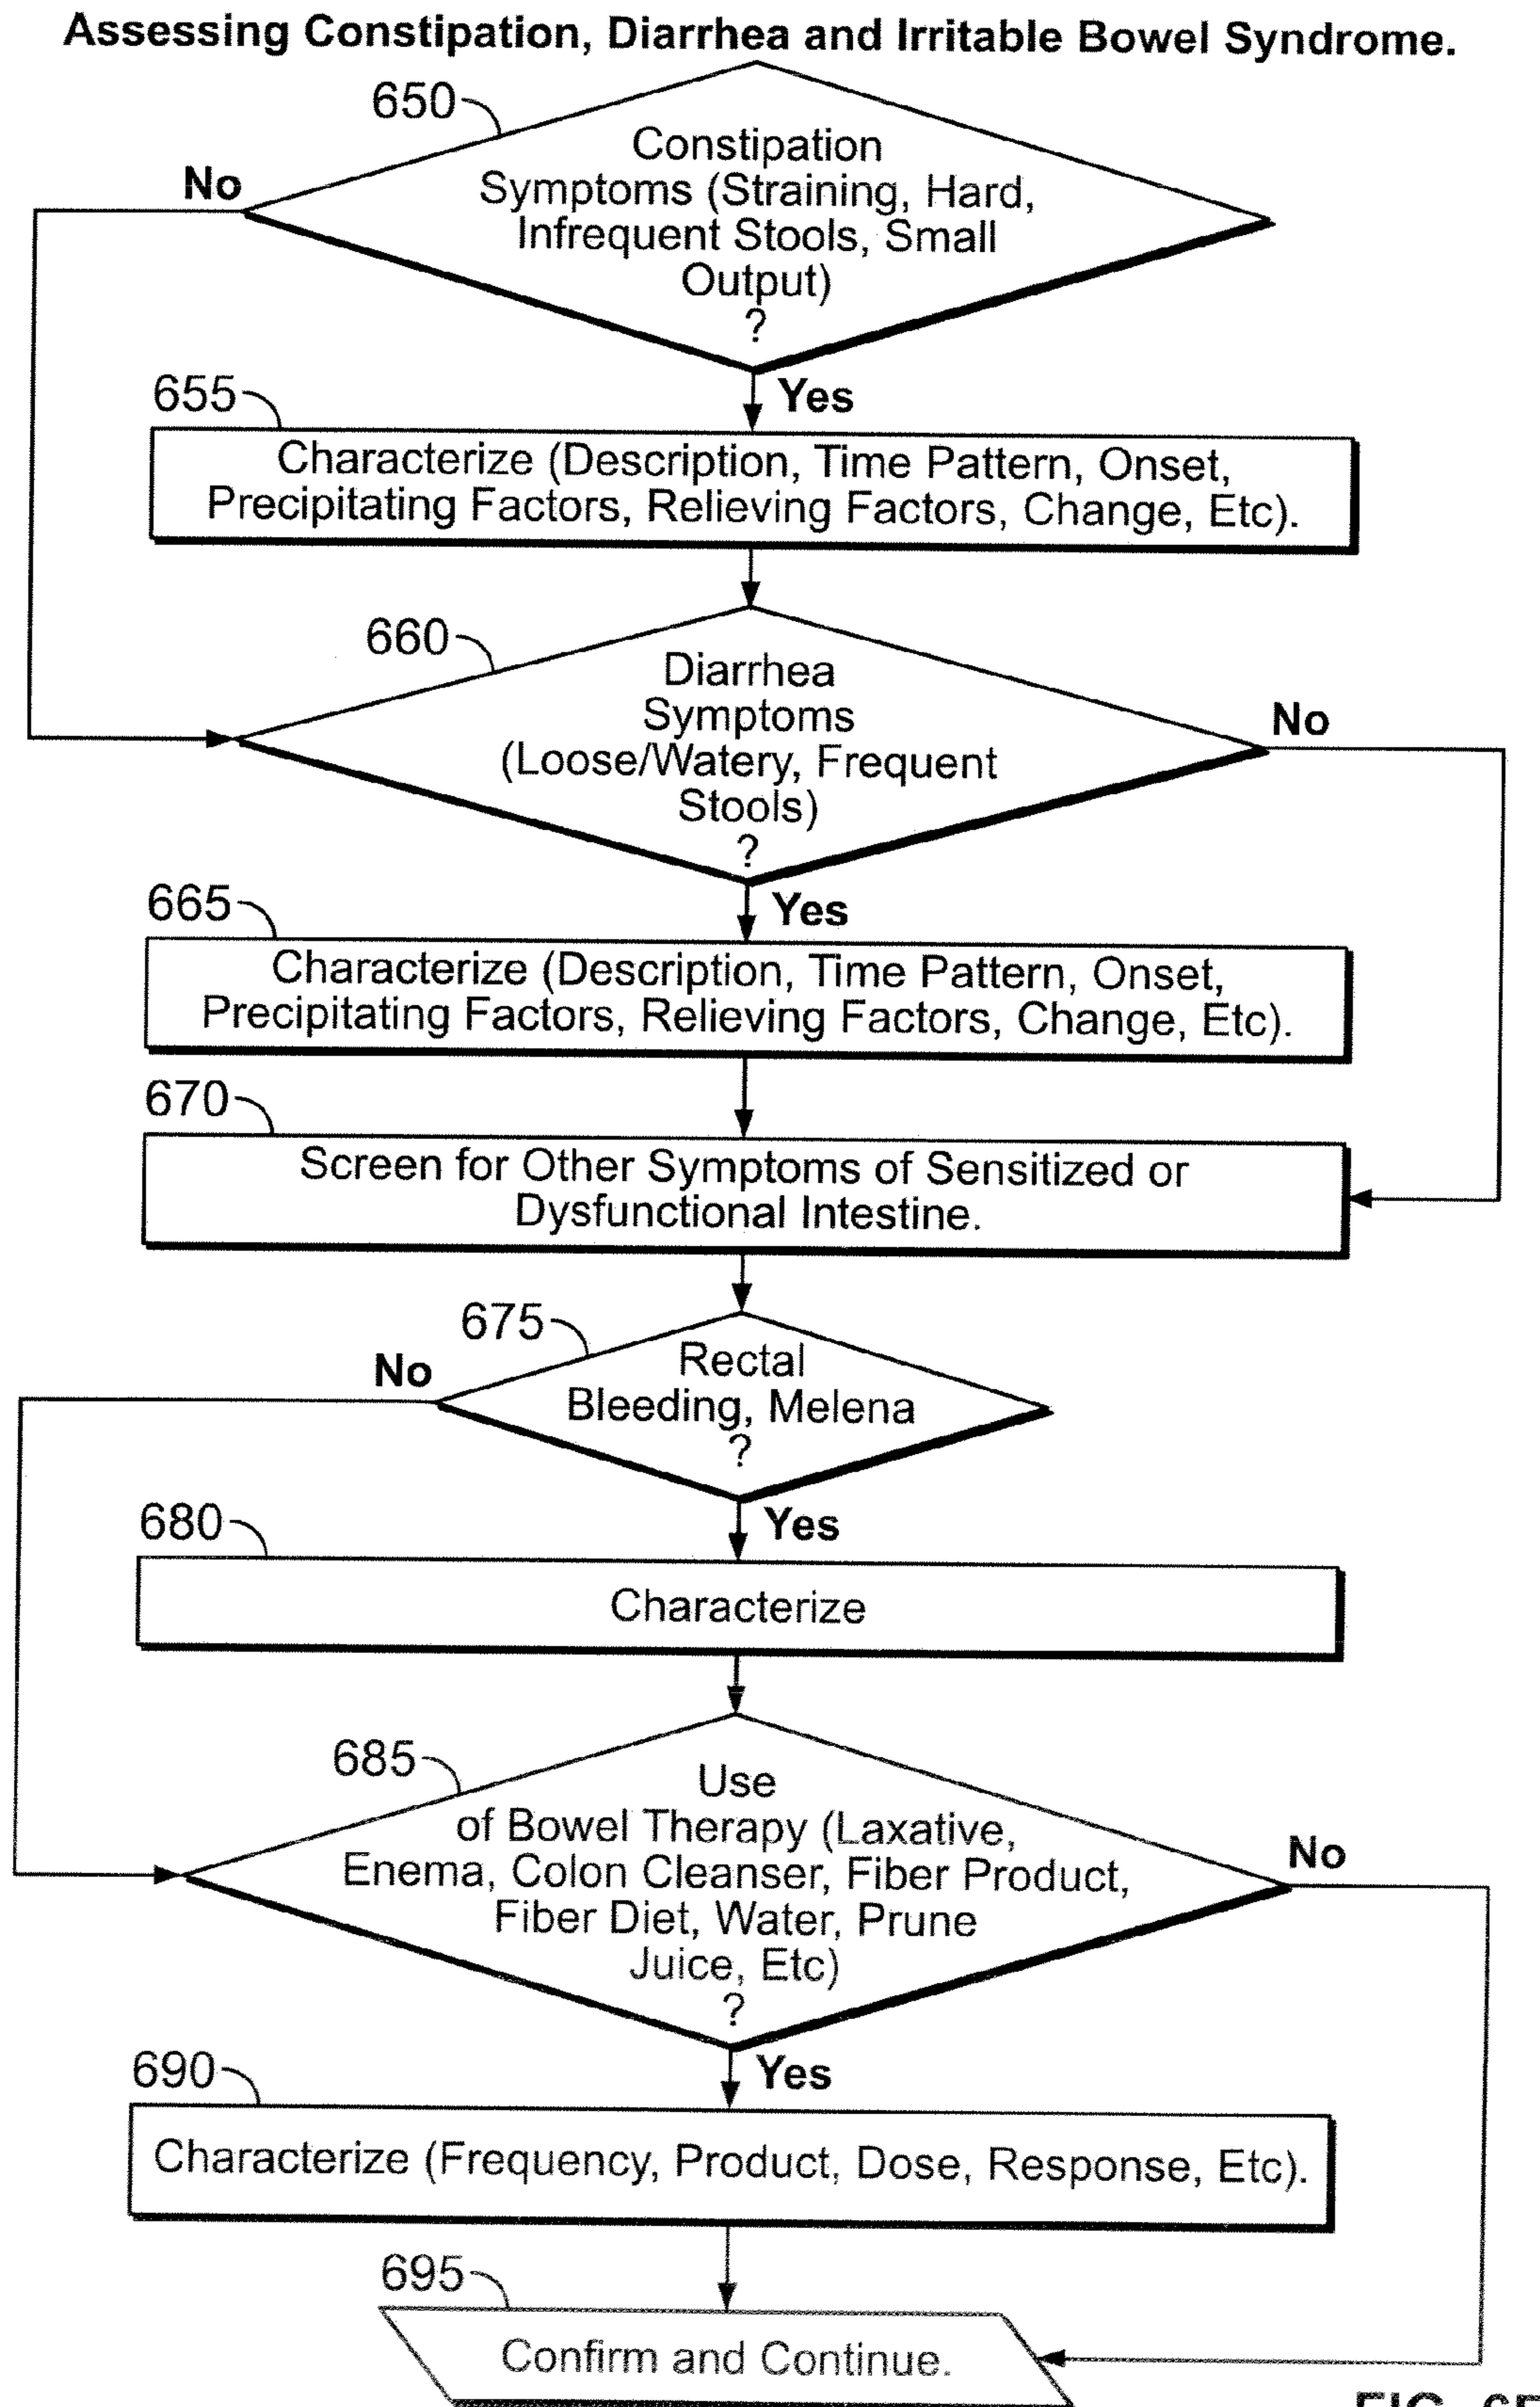 Assessing Constipation, Diarrhea and Irritable Bowel Syndrome.
650
Constipation
No
Symptoms (Straining, Hard,
Infrequent Stools, Small
Output)
?
Yes
655
Characterize (Description, Time Pattern, Onset,
Precipitating Factors, Relieving Factors, Change, Etc).
660
Diarrhea
Symptoms
No
(Loose/Watery, Frequent
Stools)
?
Yes
665
Characterize (Description, Time Pattern, Onset,
Precipitating Factors, Relieving Factors, Change, Etc).
670
Screen for Other Symptoms of Sensitized or
Dysfunctional Intestine.
675
Rectal
No
Bleeding, Melena
?
Yes
680
Characterize
685
Use
of Bowel Therapy (Laxative,
No
Enema, Colon Cleanser, Fiber Product,
Fiber Diet, Water, Prune
Juice, Etc)
?
Yes
690
Characterize (Frequency, Product, Dose, Response, Etc).
695
Confirm and Continue.